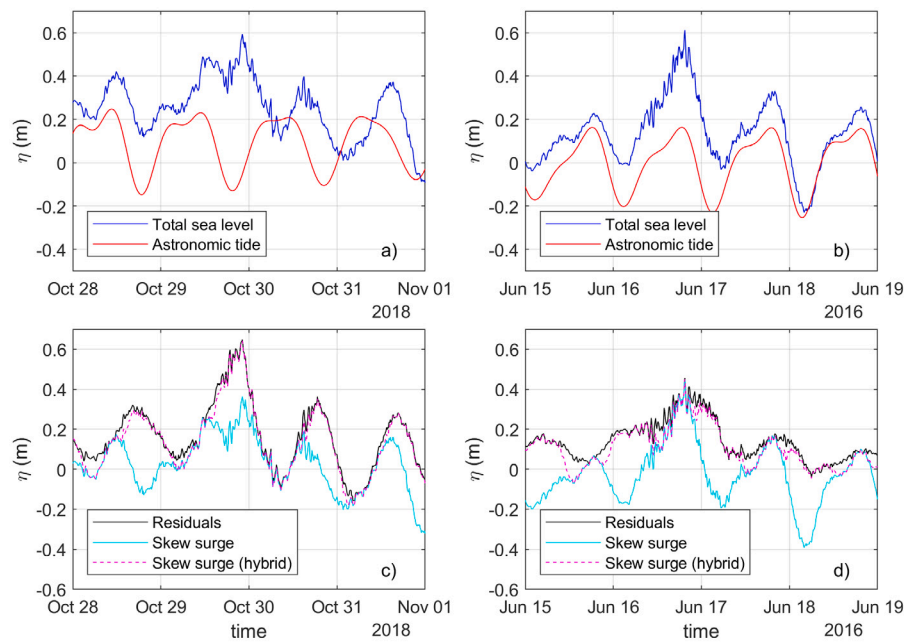 0.6
0.4
0.2
0
-0.2
-0.4
η (m)
Total sea level
Astronomic tide
a)
Oct 28
Oct 29
Oct 30
Oct 31
Nov 01
2018
0.6
0.4
0.2
0
-0.2
-0.4
η (m)
Total sea level
Astronomic tide
b)
Jun 15
Jun 16
Jun 17
Jun 18
Jun 19
2016
0.6
0.4
0.2
0
-0.2
-0.4
-0.6
η (m)
Residuals
Skew surge
Skew surge (hybrid)
c)
Oct 28
Oct 29
Oct 30
Oct 31
Nov 01
time
2018
0.6
0.4
0.2
0
-0.2
-0.4
-0.6
η (m)
Residuals
Skew surge
Skew surge (hybrid)
d)
Jun 15
Jun 16
Jun 17
Jun 18
Jun 19
time
2016